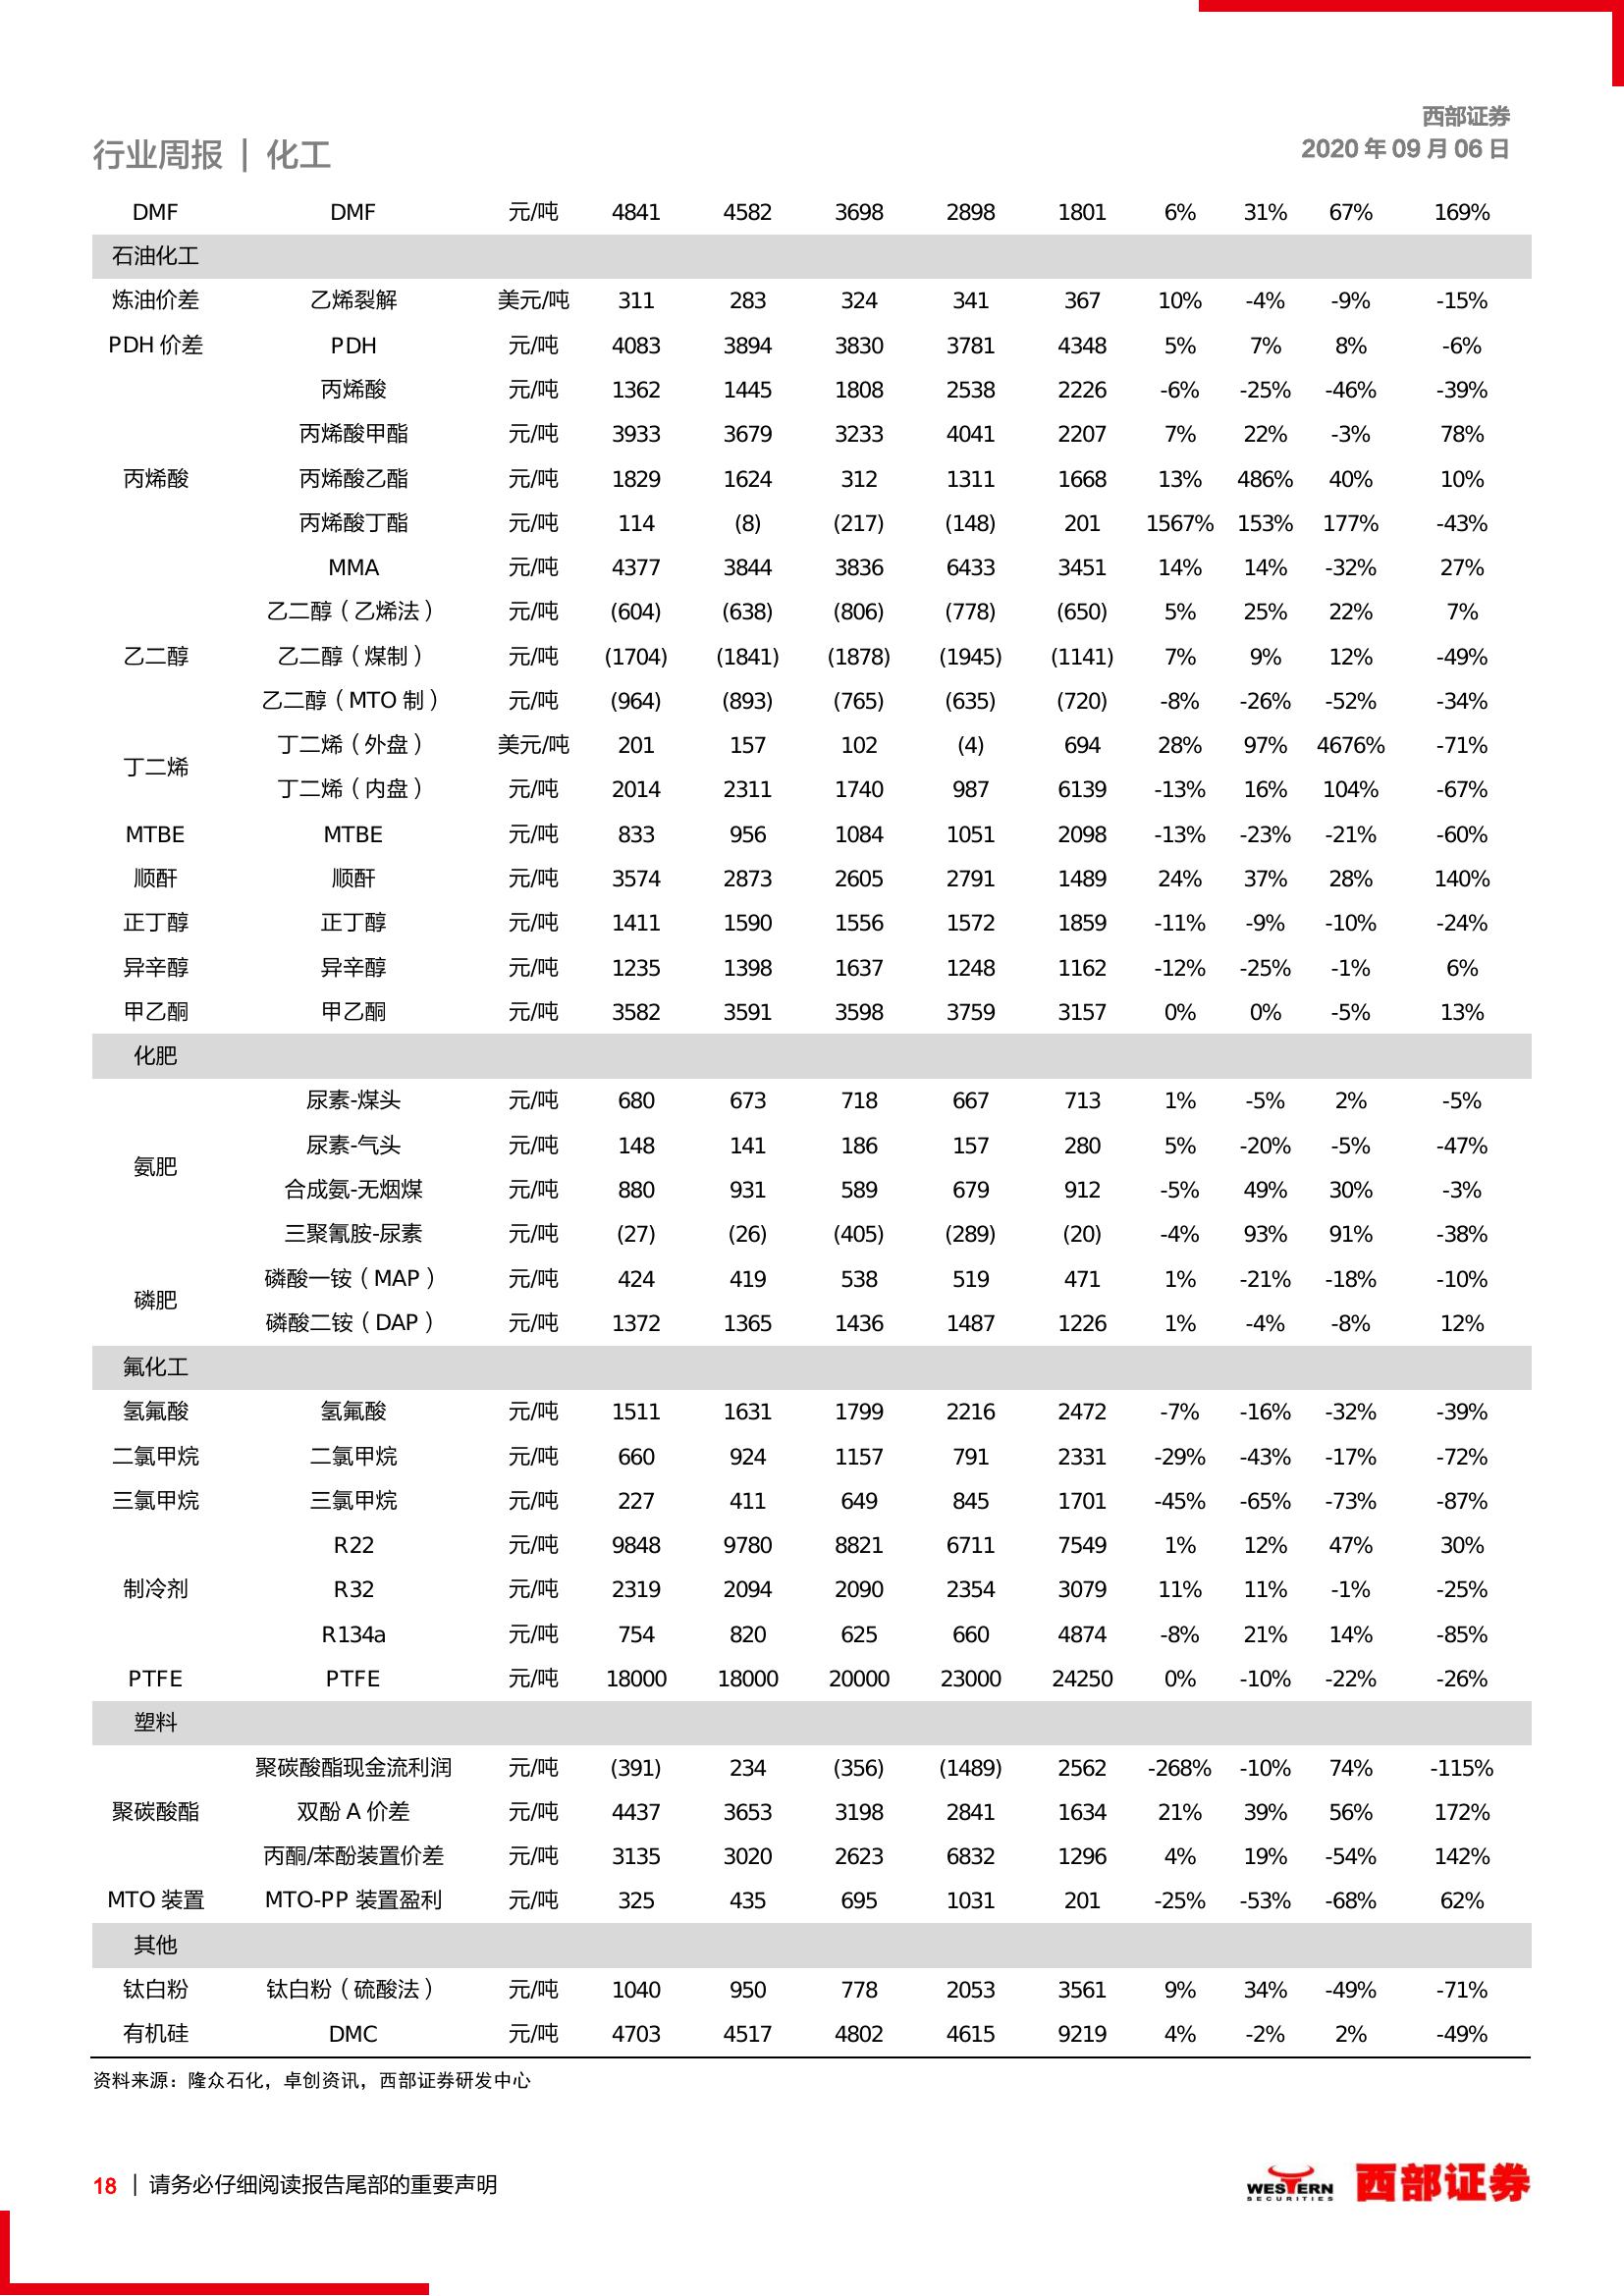 西部证券
行业周报 | 化工
2020 年 09 月 06 日
DMF DMF 元/吨 4841 4582 3698 2898 1801 6% 31% 67% 169%
石油化工
炼油价差 乙烯裂解 美元/吨 311 283 324 341 367 10% -4% -9% -15%
PDH 价差 PDH 元/吨 4083 3894 3830 3781 4348 5% 7% 8% -6%
丙烯酸 元/吨 1362 1445 1808 2538 2226 -6% -25% -46% -39%
丙烯酸甲酯 元/吨 3933 3679 3233 4041 2207 7% 22% -3% 78%
丙烯酸 丙烯酸乙酯 元/吨 1829 1624 312 1311 1668 13% 486% 40% 10%
丙烯酸丁酯 元/吨 114 (8) (217) (148) 201 1567% 153% 177% -43%
MMA 元/吨 4377 3844 3836 6433 3451 14% 14% -32% 27%
乙二醇（乙烯法） 元/吨 (604) (638) (806) (778) (650) 5% 25% 22% 7%
乙二醇 乙二醇（煤制） 元/吨 (1704) (1841) (1878) (1945) (1141) 7% 9% 12% -49%
乙二醇（MTO 制） 元/吨 (964) (893) (765) (635) (720) -8% -26% -52% -34%
丁二烯（外盘） 美元/吨 201 157 102 (4) 694 28% 97% 4676% -71%
丁二烯
丁二烯（内盘） 元/吨 2014 2311 1740 987 6139 -13% 16% 104% -67%
MTBE MTBE 元/吨 833 956 1084 1051 2098 -13% -23% -21% -60%
顺酐 顺酐 元/吨 3574 2873 2605 2791 1489 24% 37% 28% 140%
正丁醇 正丁醇 元/吨 1411 1590 1556 1572 1859 -11% -9% -10% -24%
异辛醇 异辛醇 元/吨 1235 1398 1637 1248 1162 -12% -25% -1% 6%
甲乙酮 甲乙酮 元/吨 3582 3591 3598 3759 3157 0% 0% -5% 13%
化肥
尿素-煤头 元/吨 680 673 718 667 713 1% -5% 2% -5%
尿素-气头 元/吨 148 141 186 157 280 5% -20% -5% -47%
氨肥
合成氨-无烟煤 元/吨 880 931 589 679 912 -5% 49% 30% -3%
三聚氰胺-尿素 元/吨 (27) (26) (405) (289) (20) -4% 93% 91% -38%
磷酸一铵（MAP） 元/吨 424 419 538 519 471 1% -21% -18% -10%
磷肥
磷酸二铵（DAP） 元/吨 1372 1365 1436 1487 1226 1% -4% -8% 12%
氟化工
氢氟酸 氢氟酸 元/吨 1511 1631 1799 2216 2472 -7% -16% -32% -39%
二氯甲烷 二氯甲烷 元/吨 660 924 1157 791 2331 -29% -43% -17% -72%
三氯甲烷 三氯甲烷 元/吨 227 411 649 845 1701 -45% -65% -73% -87%
R22 元/吨 9848 9780 8821 6711 7549 1% 12% 47% 30%
制冷剂 R32 元/吨 2319 2094 2090 2354 3079 11% 11% -1% -25%
R134a 元/吨 754 820 625 660 4874 -8% 21% 14% -85%
PTFE PTFE 元/吨 18000 18000 20000 23000 24250 0% -10% -22% -26%
塑料
聚碳酸酯现金流利润 元/吨 (391) 234 (356) (1489) 2562 -268% -10% 74% -115%
聚碳酸酯 双酚 A 价差 元/吨 4437 3653 3198 2841 1634 21% 39% 56% 172%
丙酮/苯酚装置价差 元/吨 3135 3020 2623 6832 1296 4% 19% -54% 142%
MTO 装置 MTO-PP 装置盈利 元/吨 325 435 695 1031 201 -25% -53% -68% 62%
其他
钛白粉 钛白粉（硫酸法） 元/吨 1040 950 778 2053 3561 9% 34% -49% -71%
有机硅 DMC 元/吨 4703 4517 4802 4615 9219 4% -2% 2% -49%
资料来源：隆众石化，卓创资讯，西部证券研发中心
18 | 请务必仔细阅读报告尾部的重要声明
WESTERN
SECURITIES
西部证券